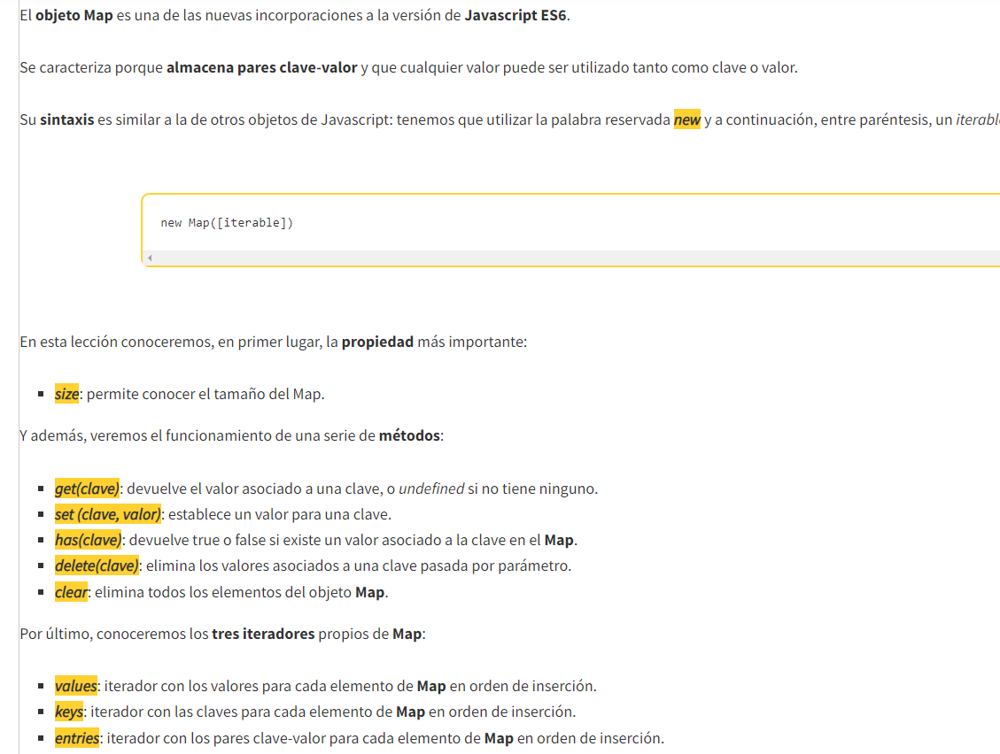 El objeto Map es una de las nuevas incorporaciones a la versión de Javascript ES6.
Se caracteriza porque almacena pares clave-valor y que cualquier valor puede ser utilizado tanto como clave o valor.
Su sintaxis es similar a la de otros objetos de Javascript: tenemos que utilizar la palabra reservada new y a continuación, entre paréntesis, un
new Map([iterable])
En esta lección conoceremos, en primer lugar, la propiedad más importante:
size: permite conocer el tamaño del Map.
Y además, veremos el funcionamiento de una serie de métodos:
get(clave): devuelve el valor asociado a una clave, o undefined si no tiene ninguno.
set (clave, valor): establece un valor para una clave.
has(clave): devuelve true o false si existe un valor asociado a la clave en el Map.
delete(clave): elimina los valores asociados a una clave pasada por parámetro.
clear: elimina todos los elementos del objeto Map.
Por último, conoceremos los tres iteradores propios de Map:
values: iterador con los valores para cada elemento de Map en orden de inserción.
keys: iterador con las claves para cada elemento de Map en orden de inserción.
entries: iterador con los pares clave-valor para cada elemento de Map en orden de inserción.